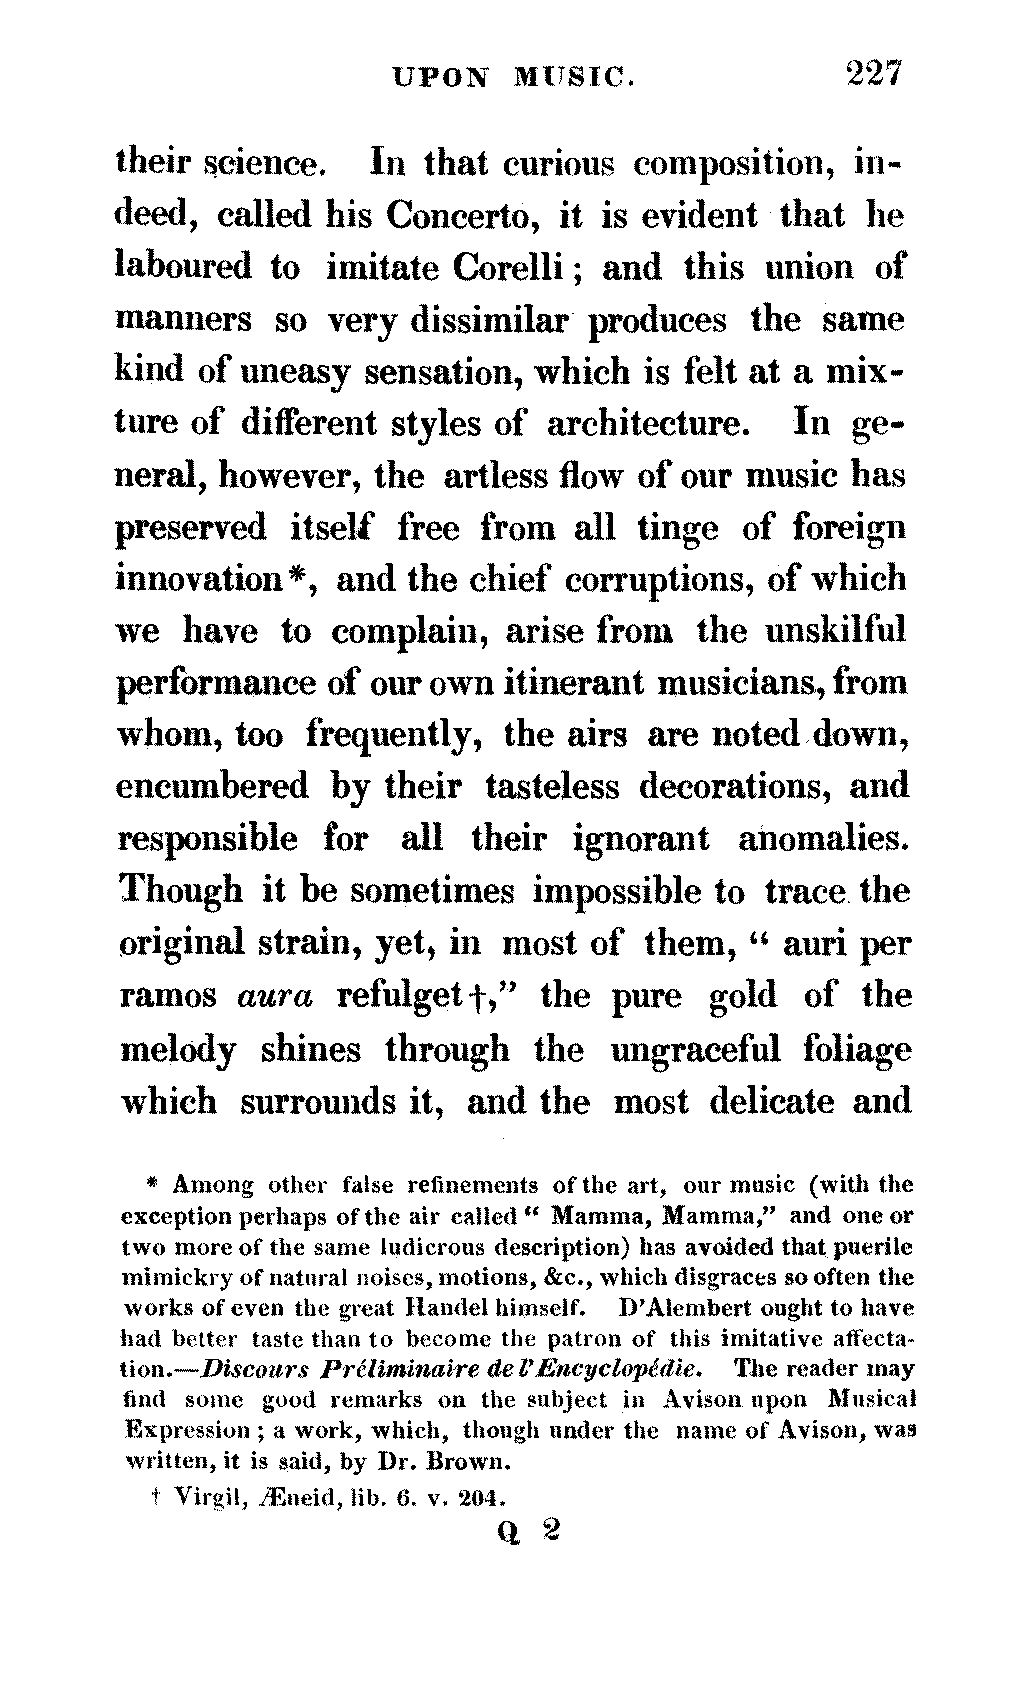 UPON MUSIC. 227
their science. In that curious composition, in-
deed, called his Concerto, it is evident that he
laboured to imitate Corelli; and this union of
manners so very dissimilar produces the same
kind of uneasy sensation, which is felt at a mix-
ture of different styles of architecture. In ge-
neral, however, the artless flow of our music has
preserved itself free from all tinge of foreign
innovation*, and the chief corruptions, of which
we have to complain, arise from the unskilful
performance of our own itinerant musicians, from
whom, too frequently, the airs are noted down,
encumbered by their tasteless decorations, and
responsible for all their ignorant anomalies.
Though it be sometimes impossible to trace the
original strain, yet, in most of them, “ auri per
ramos aura refulget†,” the pure gold of the
melody shines through the ungraceful foliage
which surrounds it, and the most delicate and
* Among other false refinements of the art, our music (with the
exception perhaps of the air called “ Mamma, Mamma,” and one or
two more of the same ludicrous description) has avoided that puerile
mimickry of natural noises, motions, &c., which disgraces so often the
works of even the great Handel himself. D’Alembert ought to have
had better taste than to become the patron of this imitative affecta-
tion.—Discours Préliminaire de l’Encyclopédie. The reader may
find some good remarks on the subject in Avison upon Musical
Expression; a work, which, though under the name of Avison, was
written, it is said, by Dr. Brown.
† Virgil, Æneid, lib. 6. v. 204.
Q 2